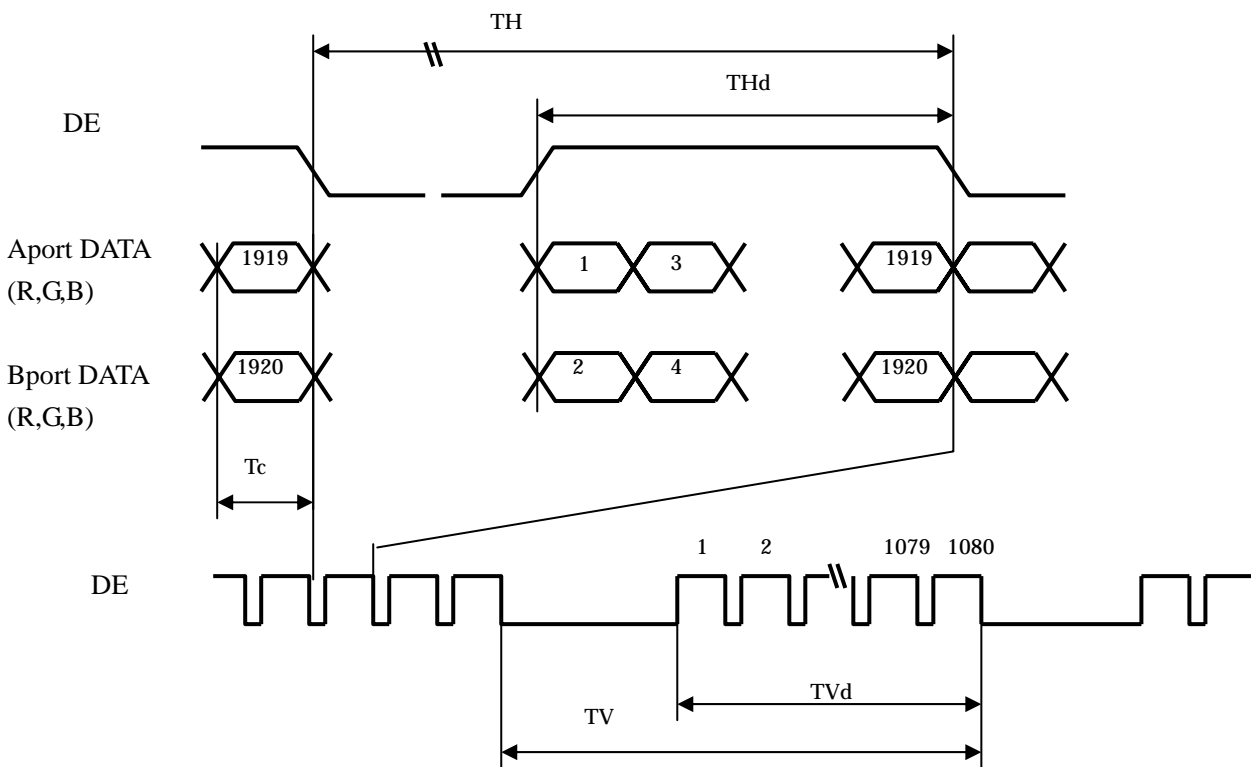 TH
THd
DE
Aport DATA
(R,G,B)
1919
1
3
1919
Bport DATA
(R,G,B)
1920
2
4
1920
Tc
1 2 1079 1080
DE
TVd
TV